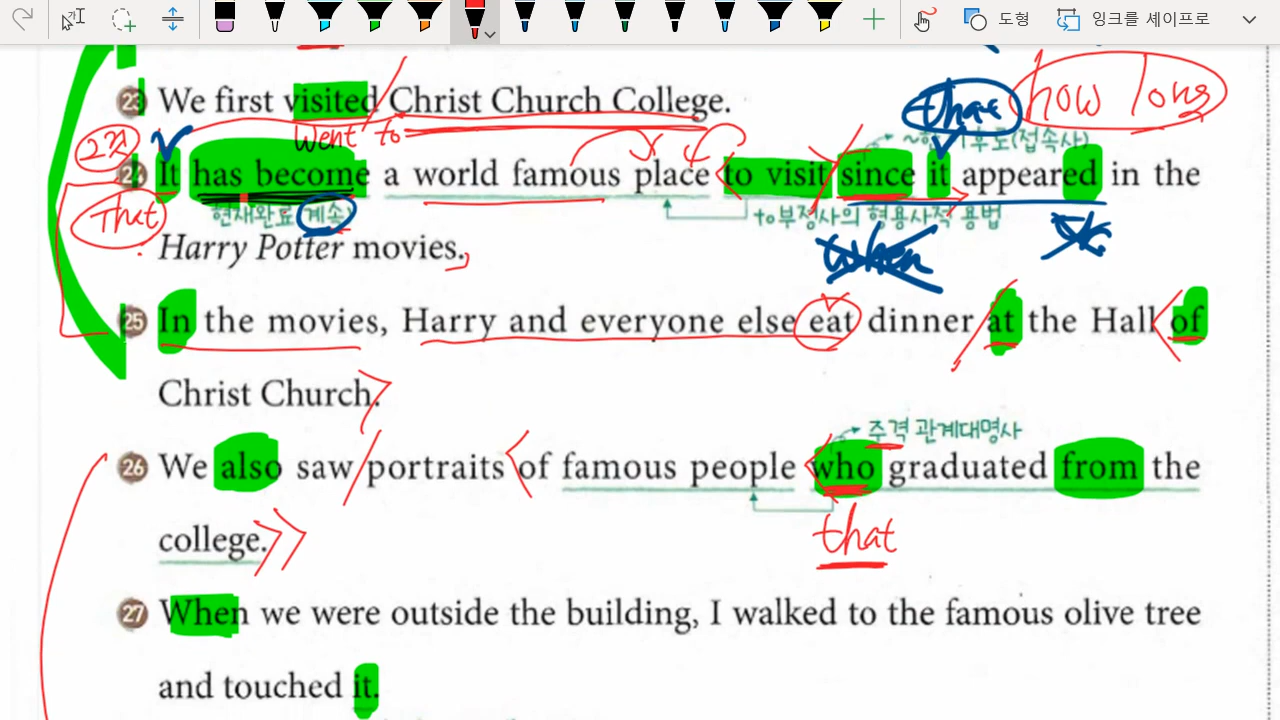 도형 잉크를 셰이프로
how long
that
23 We first visited Christ Church College.
went to
~한 이후로(접속사)
24 It has become a world famous place to visit since it appeared in the
That 현재완료 계속) to부정사의 형용사적 용법
when
Harry Potter movies.
25 In the movies, Harry and everyone else eat dinner at the Hall of
Christ Church.
주격 관계대명사
26 We also saw portraits of famous people who graduated from the
that
college.
27 When we were outside the building, I walked to the famous olive tree
and touched it.